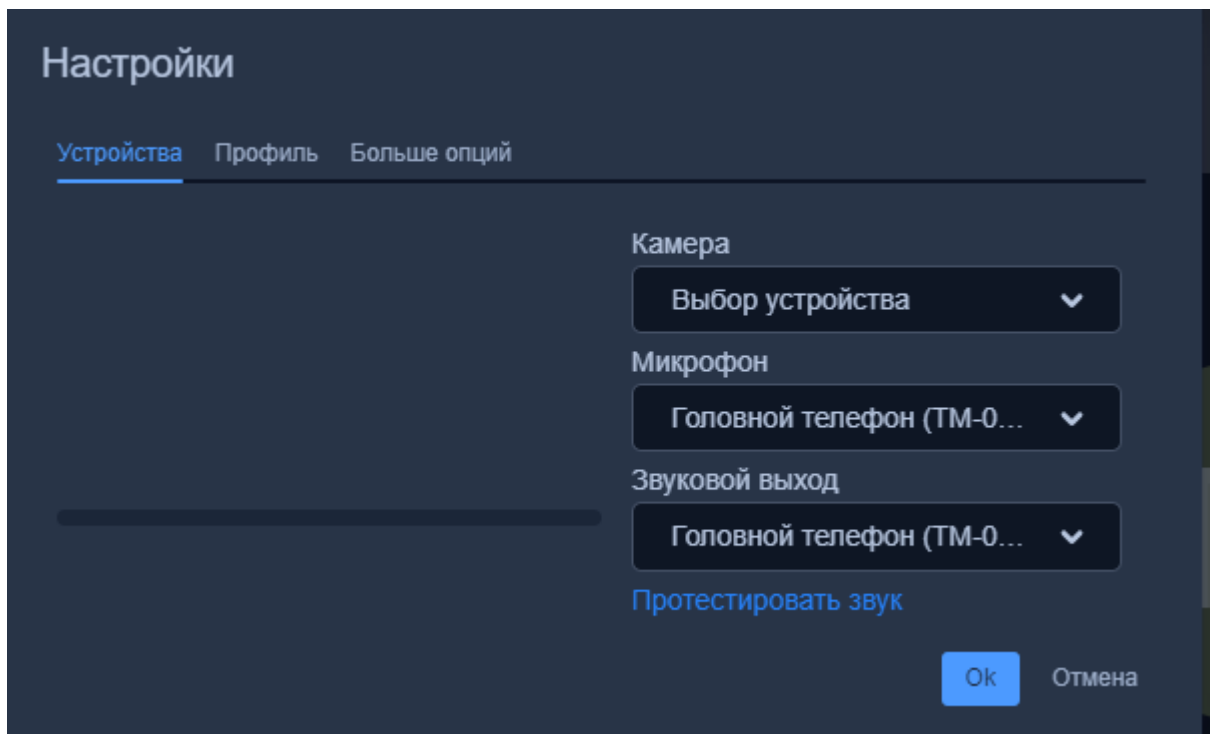 Настройки
Устройства Профиль Больше опций
Камера
Выбор устройства
Микрофон
Головной телефон (TM-0...
Звуковой выход
Головной телефон (TM-0...
Протестировать звук
Ok Отмена